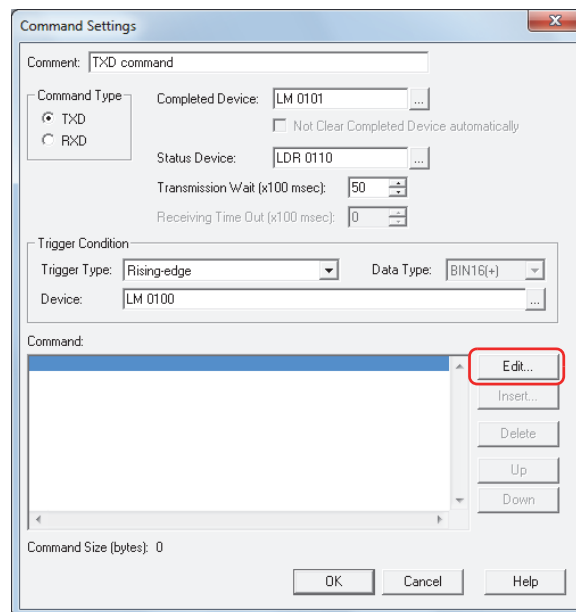 Command Settings
Comment: TXD command
Command Type
TXD
RXD
Completed Device: LM 0101 ...
Not Clear Completed Device automatically
Status Device: LDR 0110 ...
Transmission Wait (x100 msec): 50
Receiving Time Out (x100 msec): 0
Trigger Condition
Trigger Type: Rising-edge Data Type: BIN16(+)
Device: LM 0100 ...
Command:
Edit...
Insert...
Delete
Up
Down
Command Size (bytes): 0
OK Cancel Help